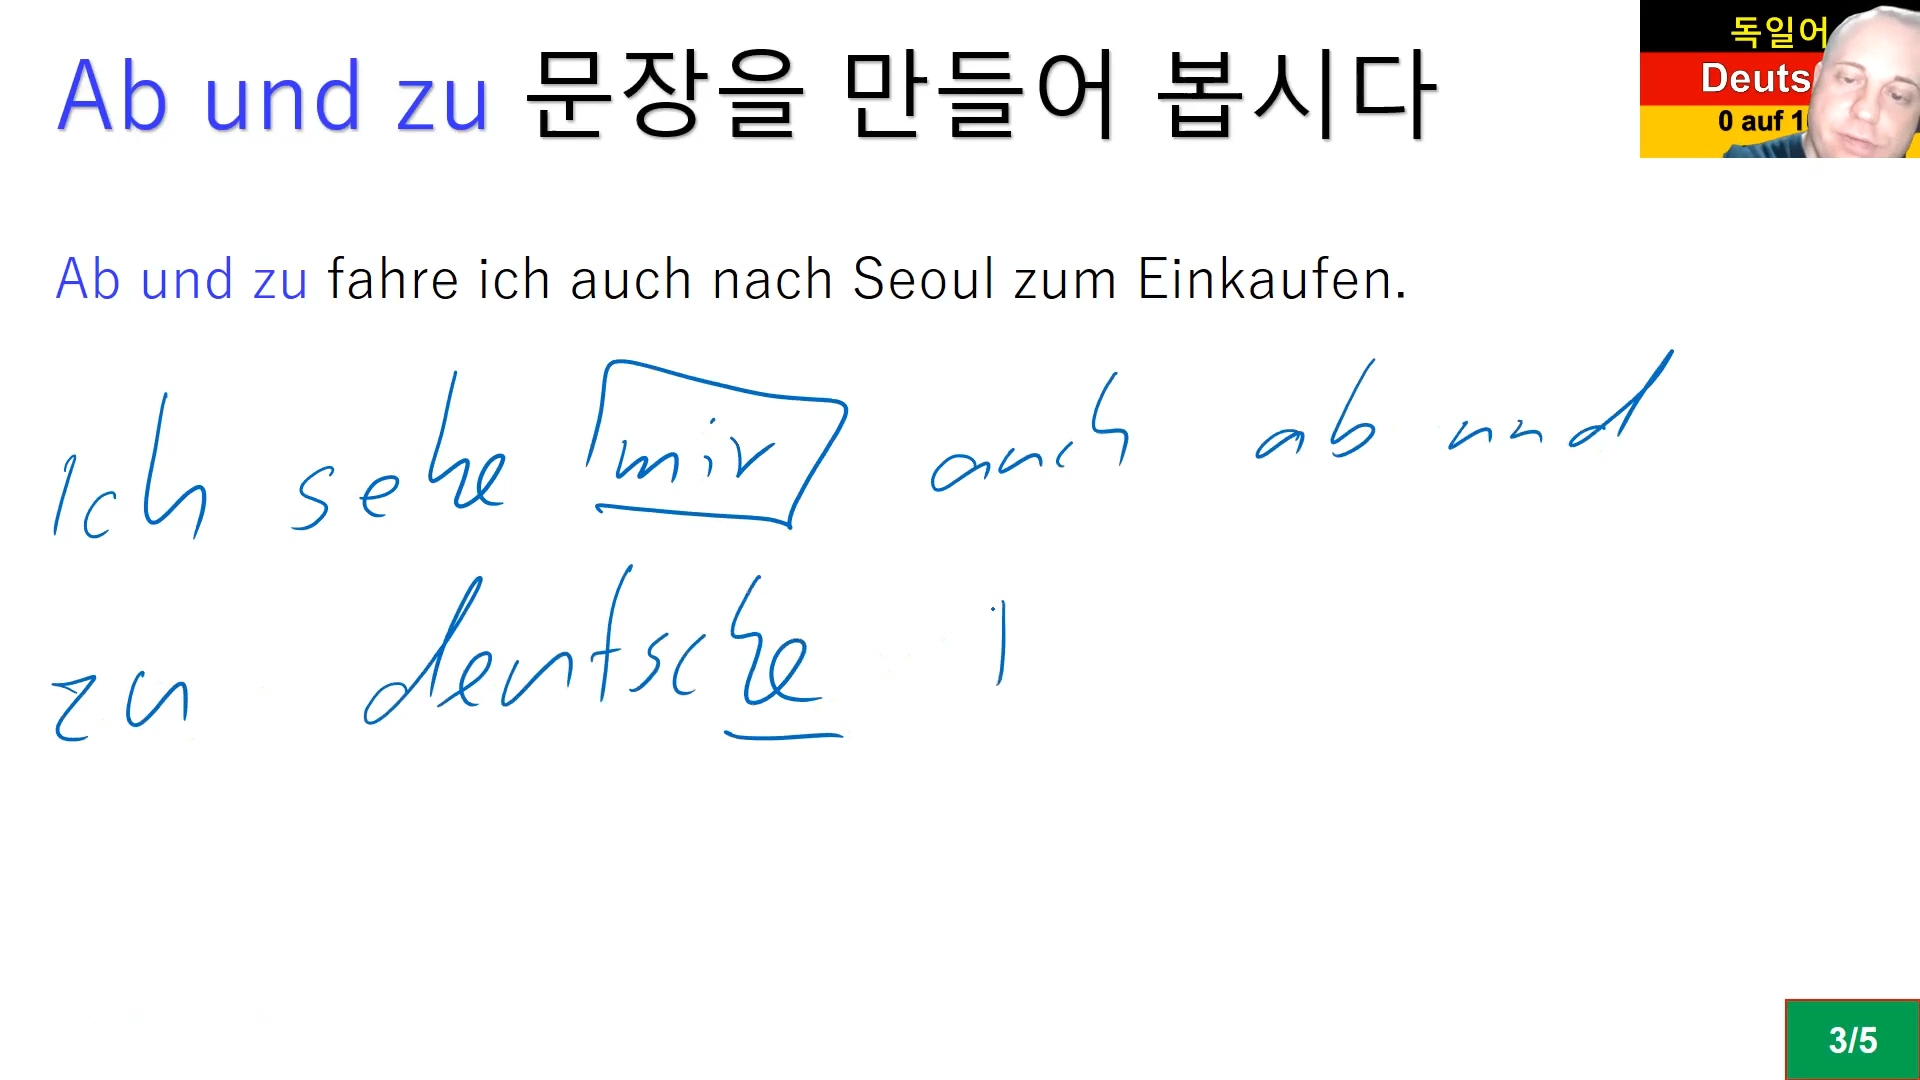 Ab und zu 문장을 만들어 봅시다
독일어
Deuts
0 auf 1
Ab und zu fahre ich auch nach Seoul zum Einkaufen.
Ich sehe mir auch ab und
zu deutsche
3/5